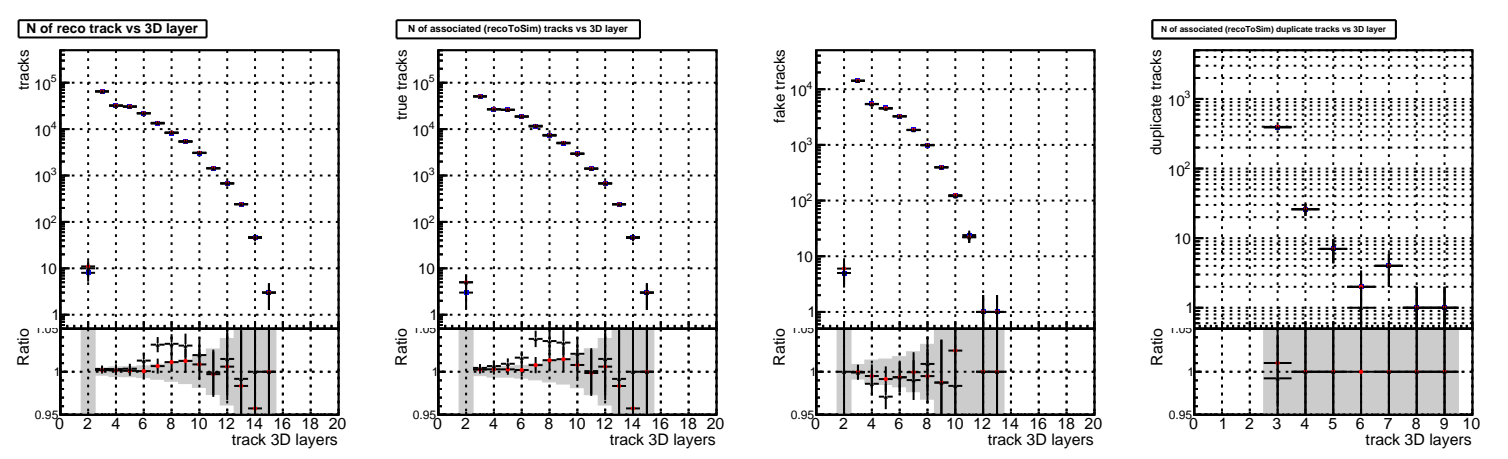 N of reco track vs 3D layer
tracks
10^5
10^4
10^3
10^2
10
1
Ratio
1.05
1
0.95
0 2 4 6 8 10 12 14 16 18 20
track 3D layers
N of associated (recoToSim) tracks vs 3D layer
true tracks
10^5
10^4
10^3
10^2
10
1
Ratio
1.05
1
0.95
0 2 4 6 8 10 12 14 16 18 20
track 3D layers
fake tracks
10^4
10^3
10^2
10
1
Ratio
1.05
1
0.95
0 2 4 6 8 10 12 14 16 18 20
track 3D layers
N of associated (recoToSim) duplicate tracks vs 3D layer
duplicate tracks
10^3
10^2
10
1
Ratio
1.05
1
0.95
0 1 2 3 4 5 6 7 8 9 10
track 3D layers